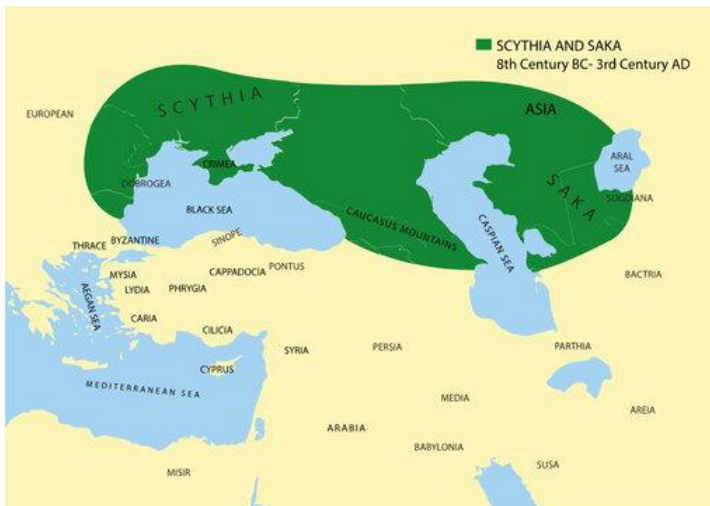 SCYTHIA AND SAKA
8th Century BC- 3rd Century AD
SCYTHIA
EUROPEAN
ASIA
CRIMEA
ARAL
SEA
DOBROGEA
SAKA
SOGDIANA
BLACK SEA
CAUCASUS MOUNTAINS
CASPIAN SEA
SINOPE
THRACE
BYZANTINE
PONTUS
MYSIA
CAPPADOCIA
BACTRIA
LYDIA
PHRYGIA
AEGAN SEA
CARIA
CILICIA
SYRIA
PERSIA
PARTHIA
CYPRUS
MEDITERRANEAN SEA
MEDIA
AREIA
ARABIA
BABYLONIA
MISIR
SUSA